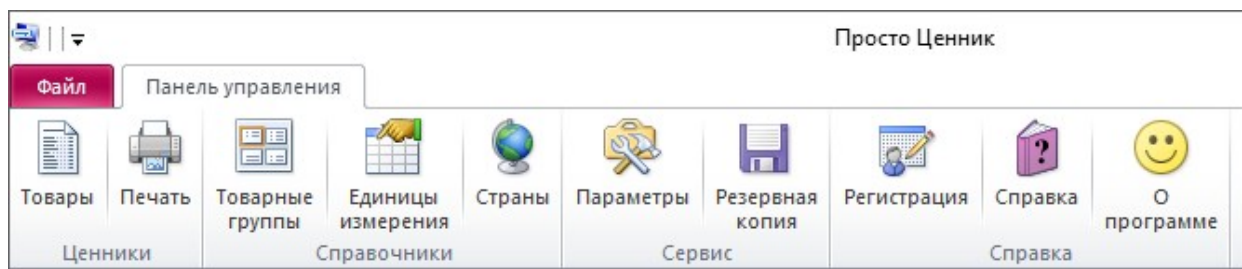 Просто Ценник
Файл Панель управления
Товары Печать Товарные группы Единицы измерения Страны Параметры Резервная копия Регистрация Справка О программе
Ценники Справочники Сервис Справка